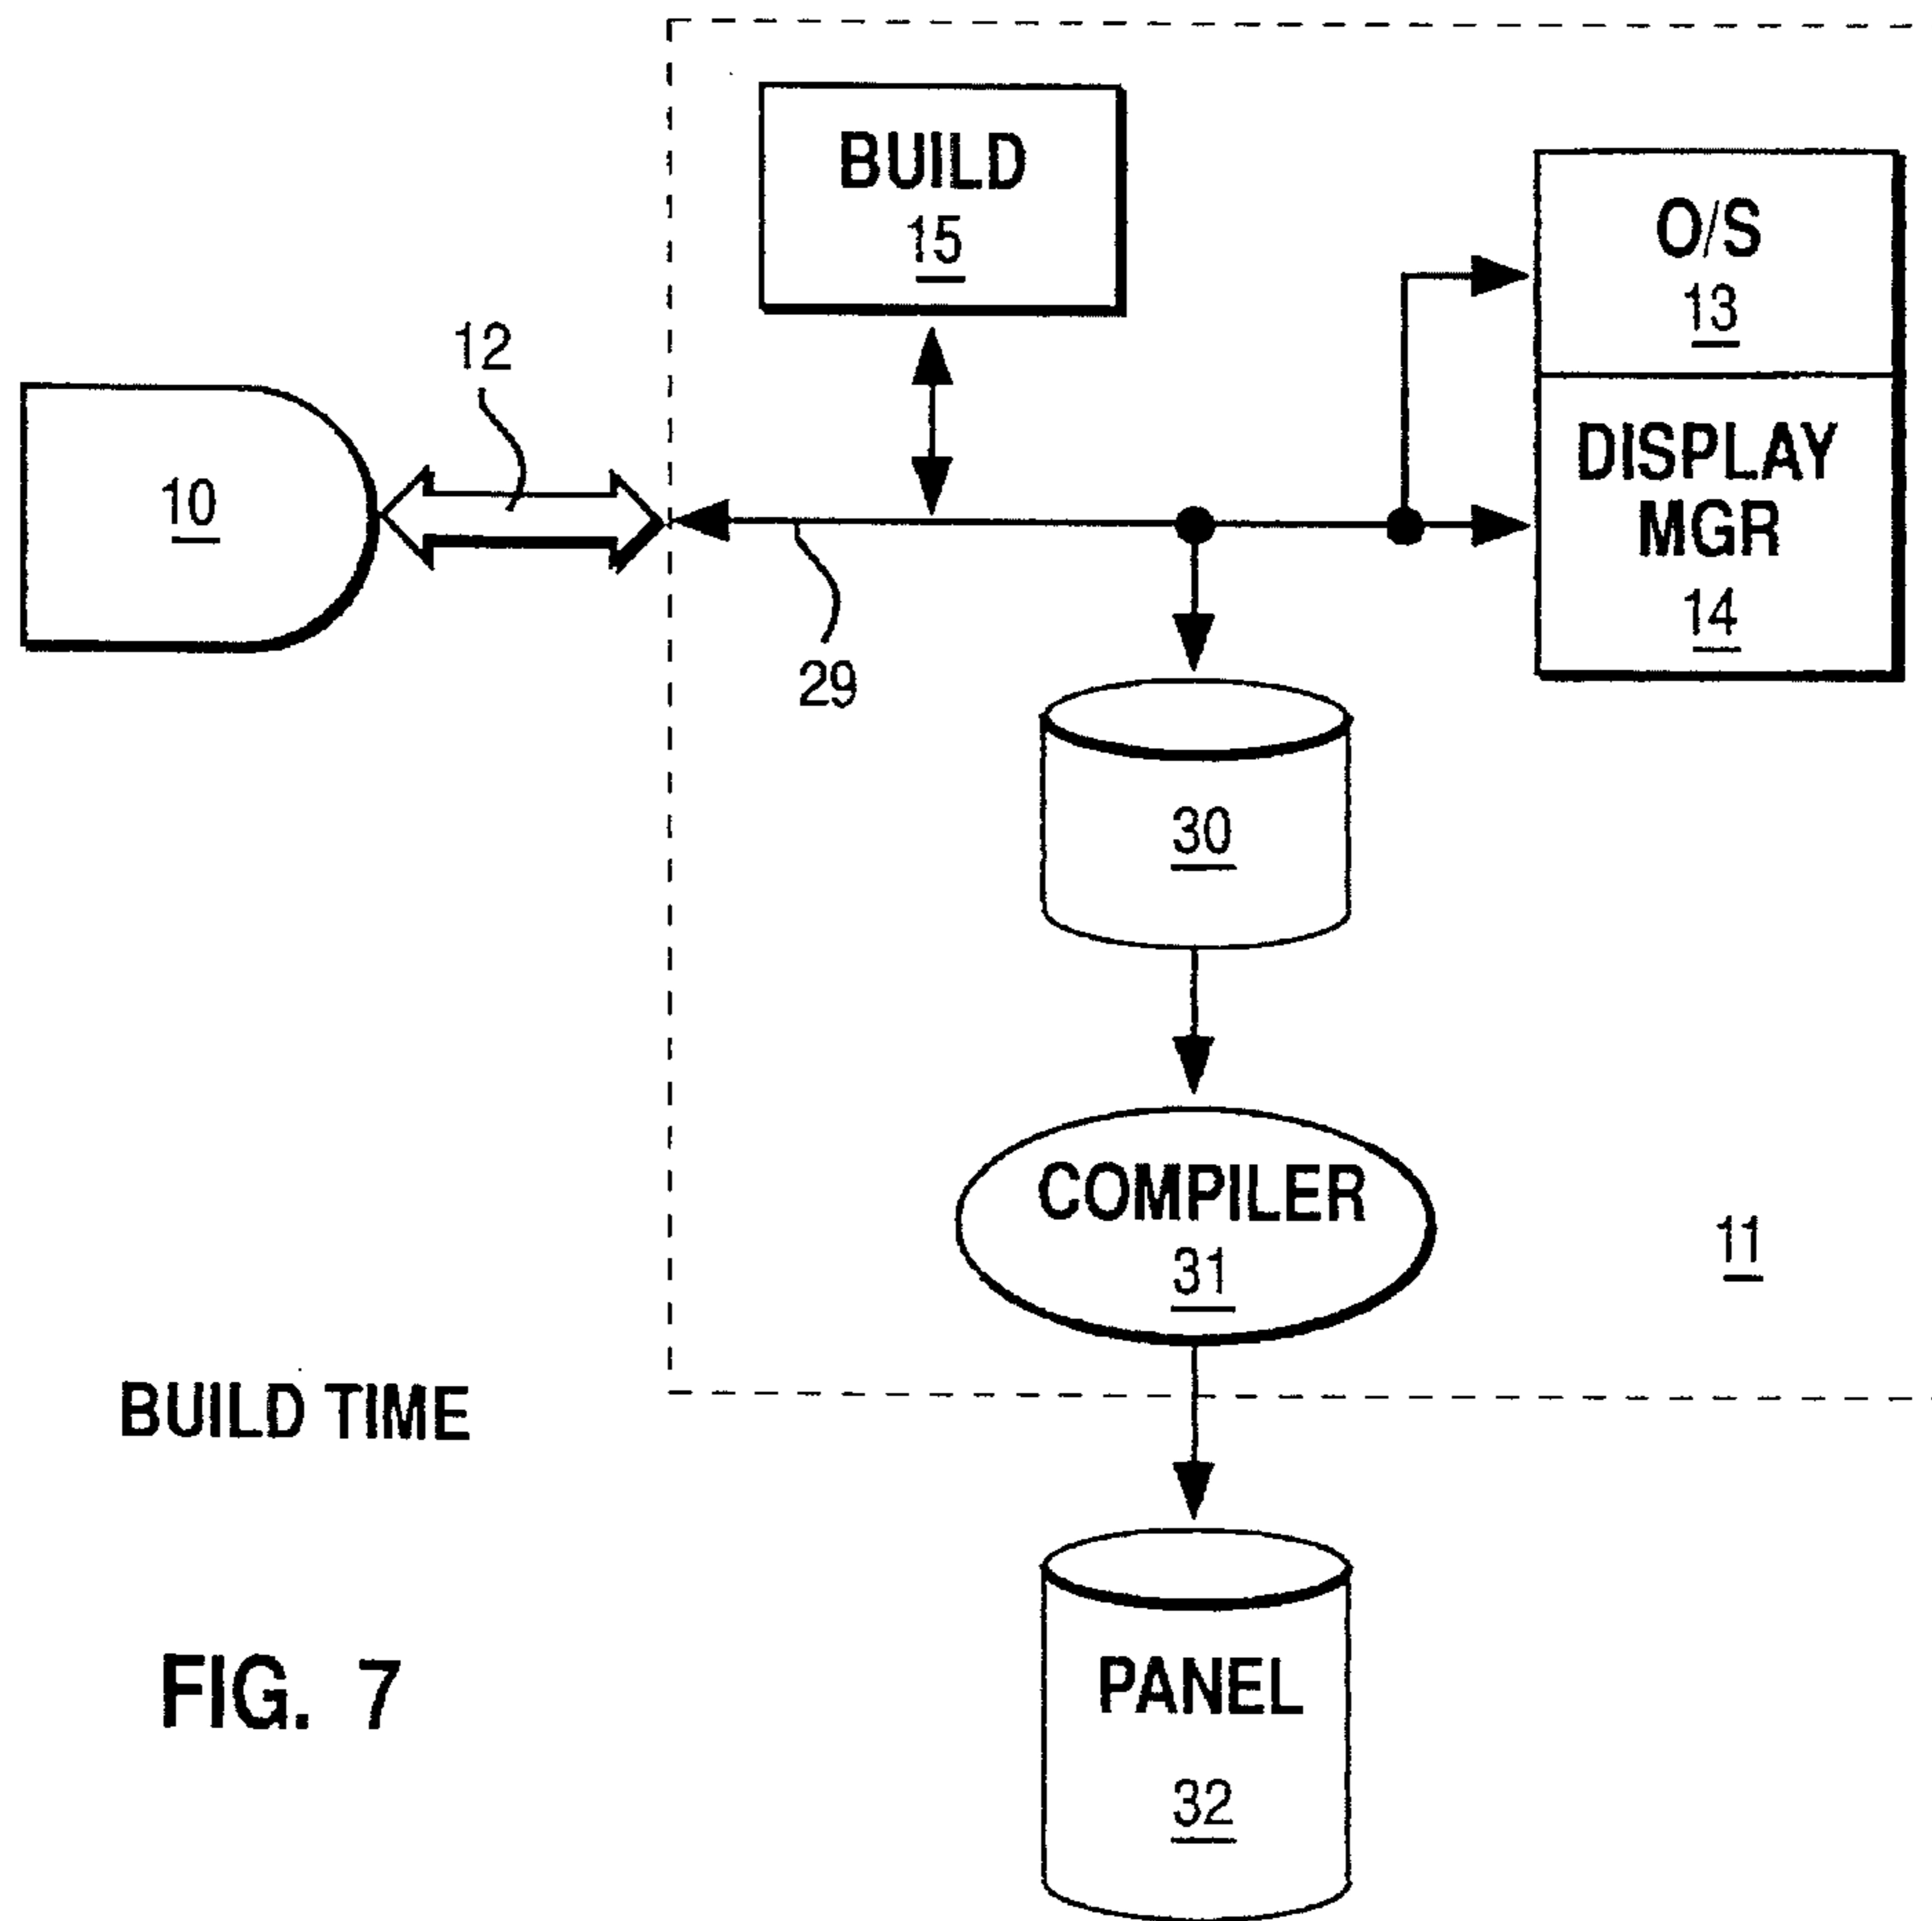 BUILD
15
O/S
13
12
DISPLAY
MGR
14
10
29
30
COMPILER
31
11
BUILD TIME
PANEL
32
FIG. 7